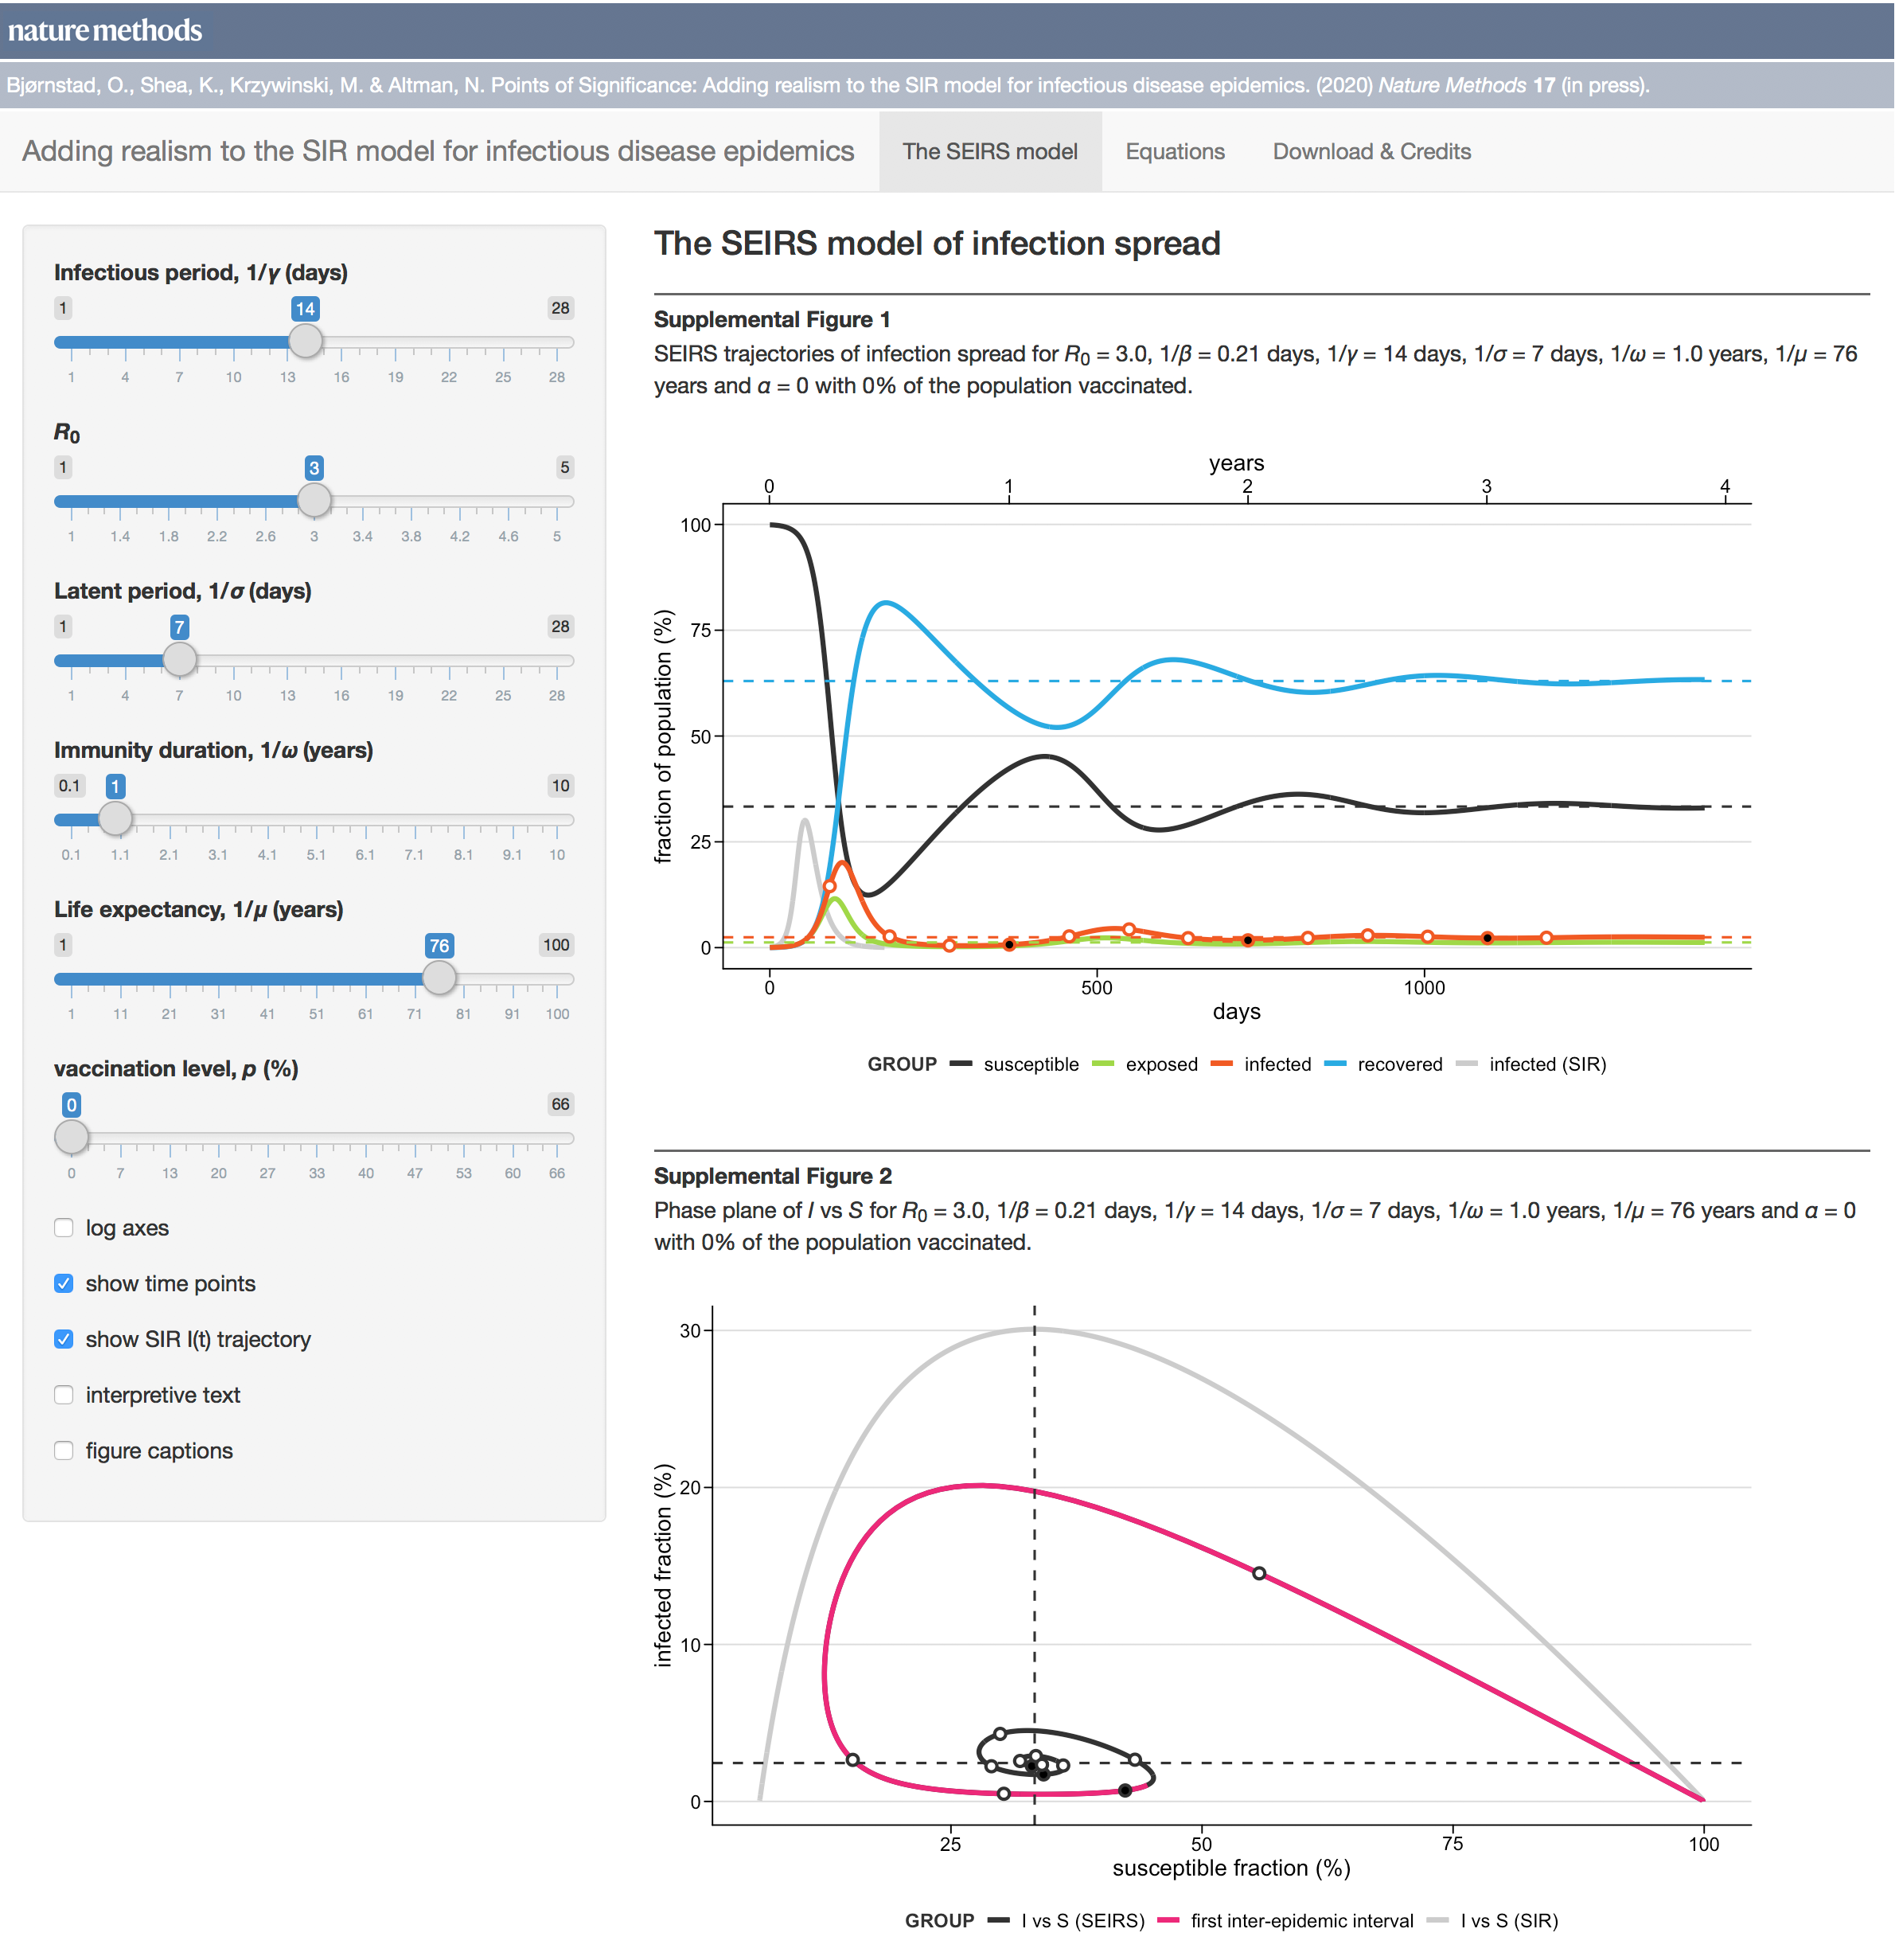 nature methods
Bjørnstad, O., Shea, K., Krzywinski, M. & Altman, N. Points of Significance: Adding realism to the SIR model for infectious disease epidemics. (2020) Nature Methods 17 (in press).
Adding realism to the SIR model for infectious disease epidemics The SEIRS model Equations Download & Credits
Infectious period, 1/γ (days)
1 14 28
1 4 7 10 13 16 19 22 25 28
R0
1 3 5
1 1.4 1.8 2.2 2.6 3 3.4 3.8 4.2 4.6 5
Latent period, 1/σ (days)
1 7 28
1 4 7 10 13 16 19 22 25 28
Immunity duration, 1/ω (years)
0.1 1 10
0.1 1.1 2.1 3.1 4.1 5.1 6.1 7.1 8.1 9.1 10
Life expectancy, 1/μ (years)
1 76 100
1 11 21 31 41 51 61 71 81 91 100
vaccination level, p (%)
0 66
0 7 13 20 27 33 40 47 53 60 66
log axes
show time points
show SIR I(t) trajectory
interpretive text
figure captions
The SEIRS model of infection spread
Supplemental Figure 1
SEIRS trajectories of infection spread for R0 = 3.0, 1/β = 0.21 days, 1/γ = 14 days, 1/σ = 7 days, 1/ω = 1.0 years, 1/μ = 76
years and α = 0 with 0% of the population vaccinated.
years
0 1 2 3 4
fraction of population (%)
100
75
50
25
0
0 500 1000
days
GROUP susceptible exposed infected recovered infected (SIR)
Supplemental Figure 2
Phase plane of I vs S for R0 = 3.0, 1/β = 0.21 days, 1/γ = 14 days, 1/σ = 7 days, 1/ω = 1.0 years, 1/μ = 76 years and α = 0
with 0% of the population vaccinated.
infected fraction (%)
30
20
10
0
25 50 75 100
susceptible fraction (%)
GROUP I vs S (SEIRS) first inter-epidemic interval I vs S (SIR)